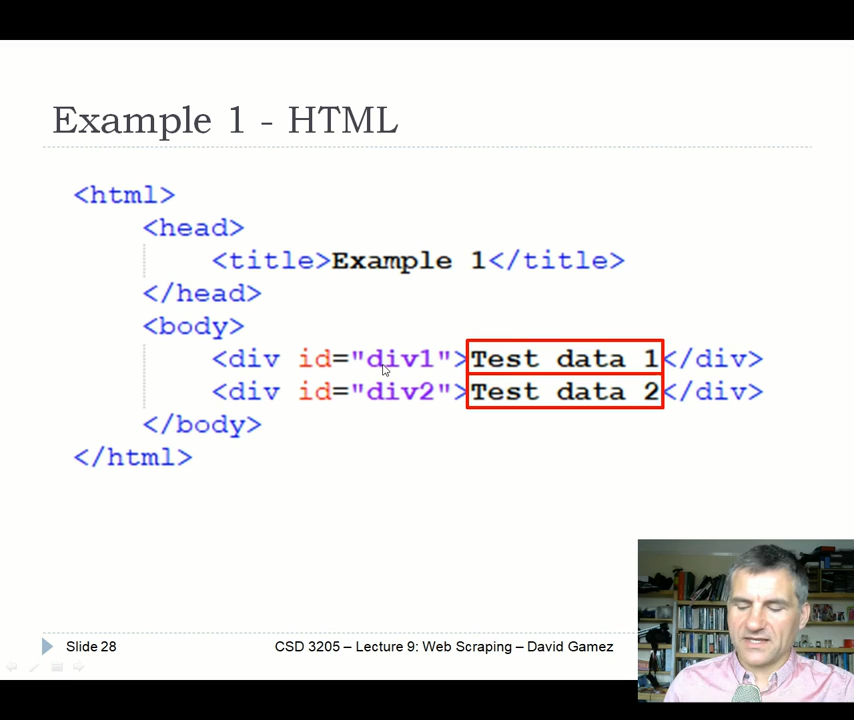 Example 1 - HTML
<html>
<head>
<title>Example 1</title>
</head>
<body>
<div id="div1">Test data 1</div>
<div id="div2">Test data 2</div>
</body>
</html>
Slide 28
CSD 3205 – Lecture 9: Web Scraping – David Gamez